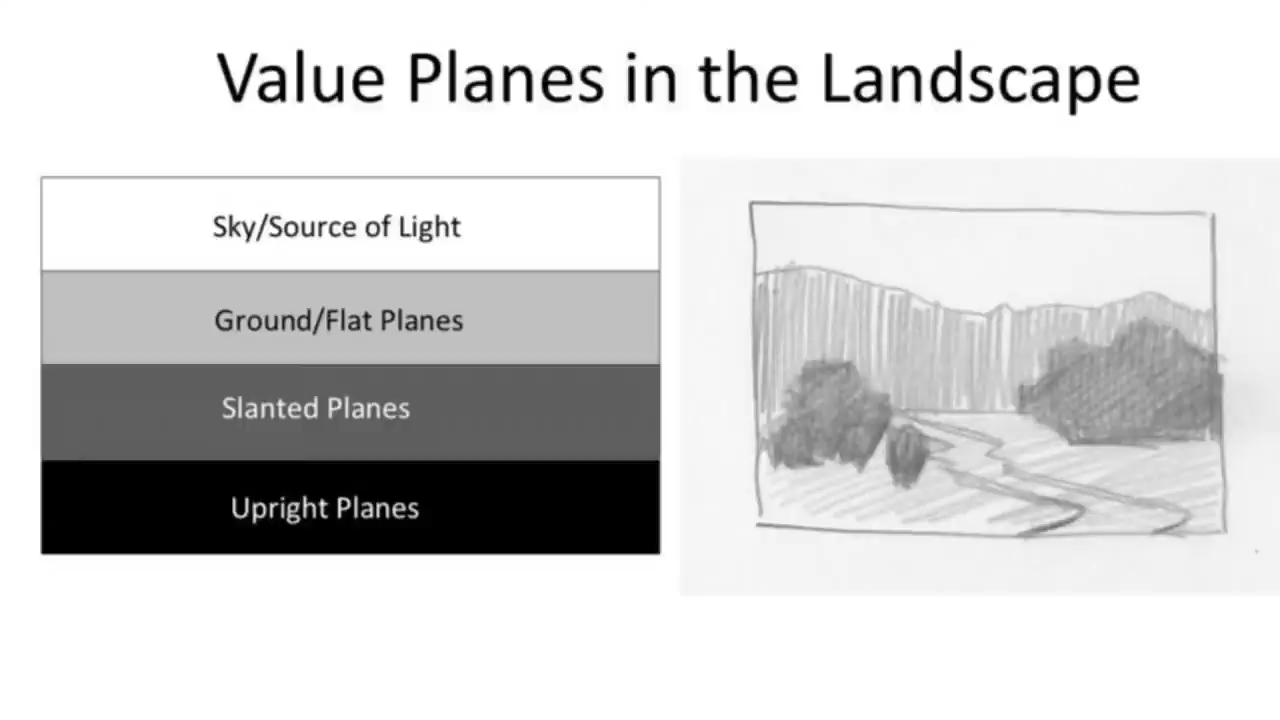 Value Planes in the Landscape
Sky/Source of Light
Ground/Flat Planes
Slanted Planes
Upright Planes